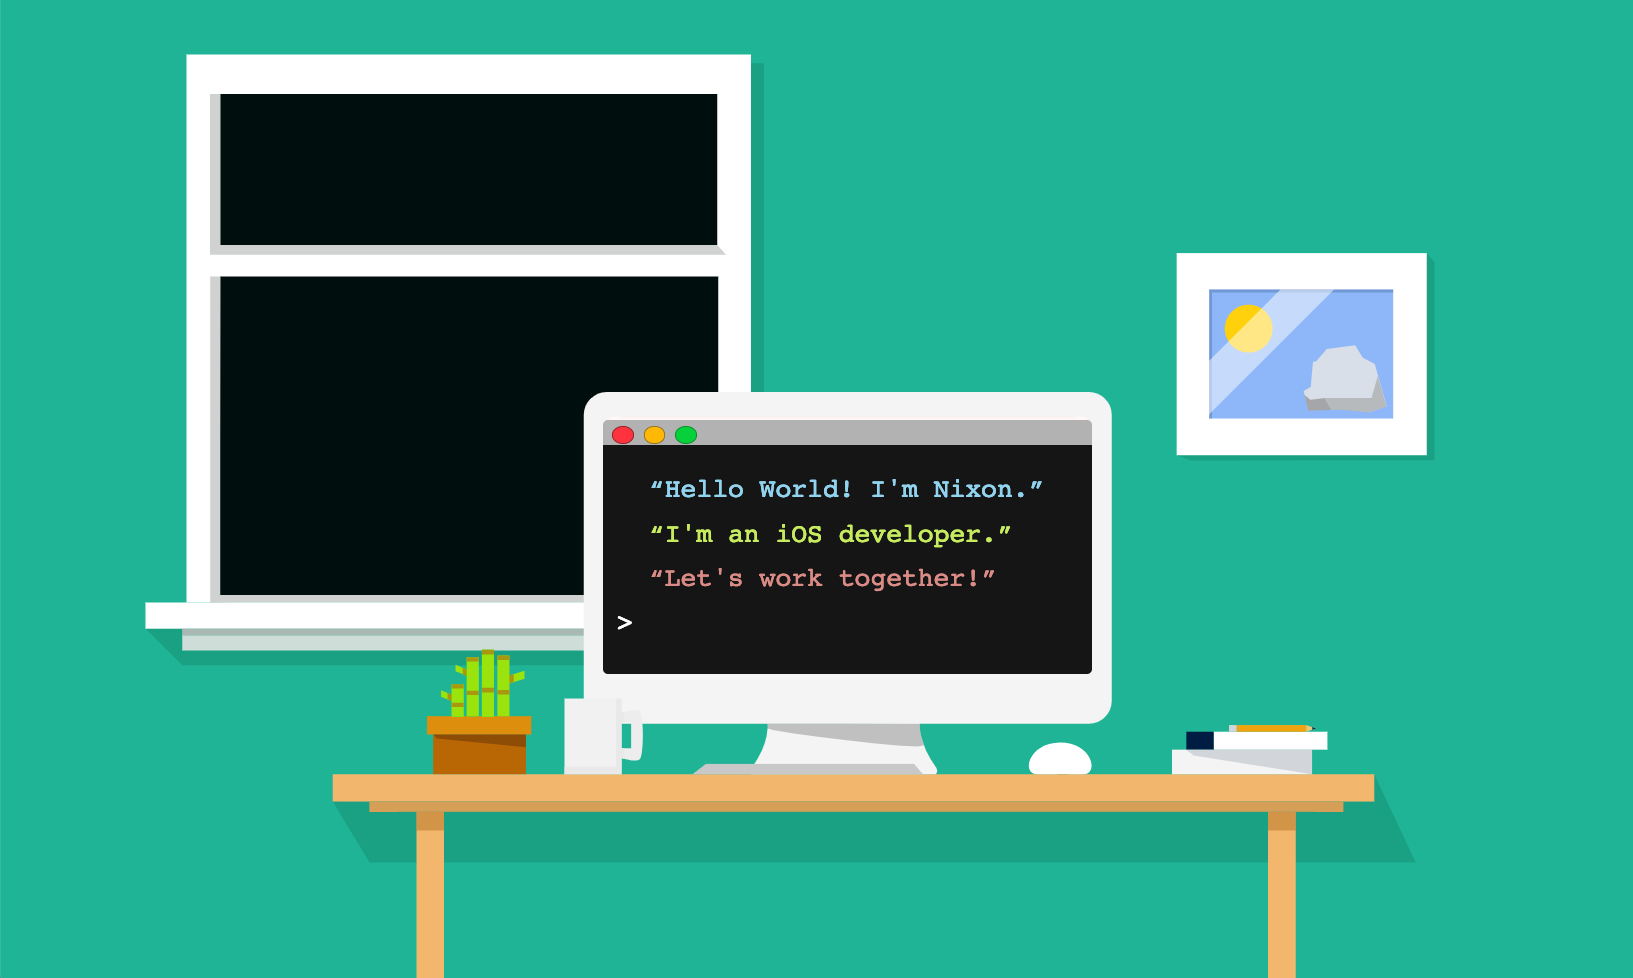 “Hello World! I'm Nixon.”
“I'm an iOS developer.”
“Let's work together!”
>